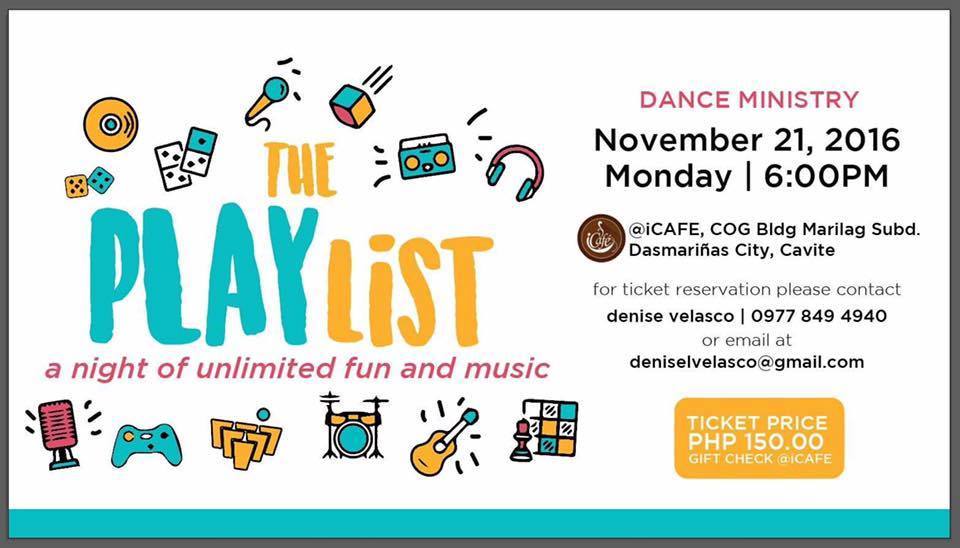 THE
PLAYLiST
a night of unlimited fun and music
DANCE MINISTRY
November 21, 2016
Monday | 6:00PM
iCafé
@iCAFE, COG Bldg Marilag Subd.
Dasmariñas City, Cavite
for ticket reservation please contact
denise velasco | 0977 849 4940
or email at
deniselvelasco@gmail.com
TICKET PRICE
PHP 150.00
GIFT CHECK @iCAFE